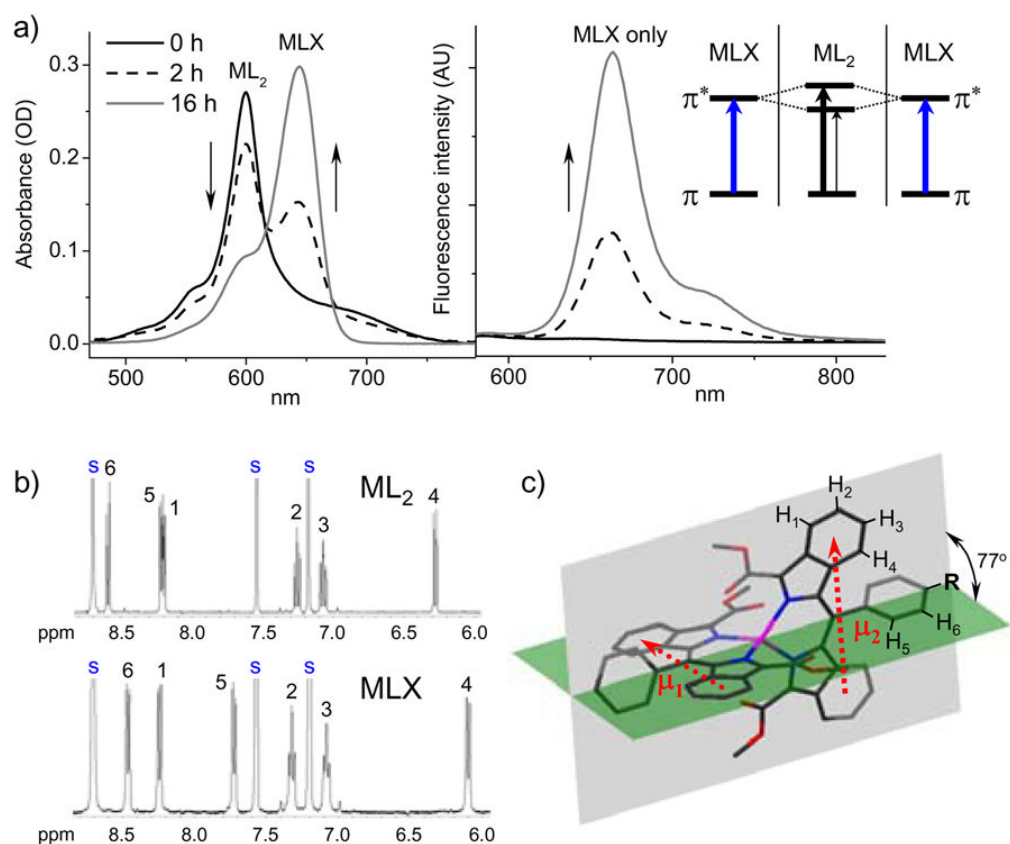 a)
0 h
2 h
16 h
ML2
MLX
Absorbance (OD)
0.3
0.2
0.1
0.0
500 600 700
nm
MLX only
Fluorescence intensity (AU)
600 700 800
nm
MLX ML2 MLX
π* π*
π π
b)
ML2
s 6 5 1 s 2 s 3 4
ppm 8.5 8.0 7.5 7.0 6.5 6.0
MLX
s 6 1 5 s 2 s 3 4
ppm 8.5 8.0 7.5 7.0 6.5 6.0
c)
H2
H1 H3
H4
77o
R
H6
H5
μ2
μ1